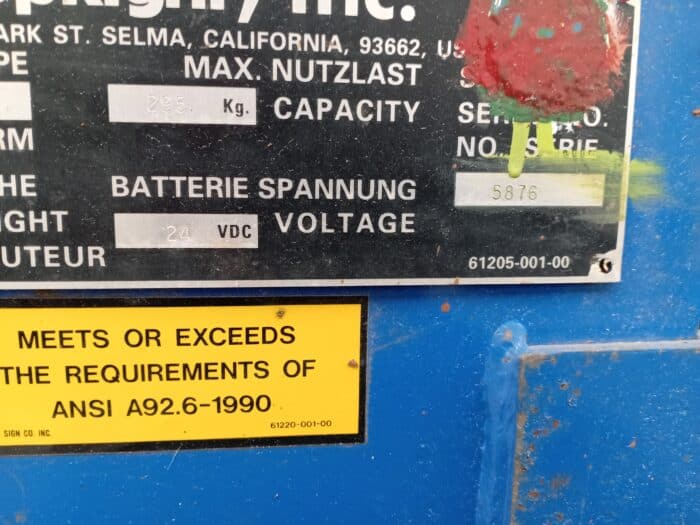 Inc.
ARK ST. SELMA, CALIFORNIA, 93662, US
PE MAX. NUTZLAST
Kg. CAPACITY NO.
RM NO. SERIE
HE BATTERIE SPANNUNG 5876
IGHT 24 VDC VOLTAGE
UTEUR 61205-001-00
MEETS OR EXCEEDS
THE REQUIREMENTS OF
ANSI A92.6-1990
SIGN CO. INC. 61220-001-00